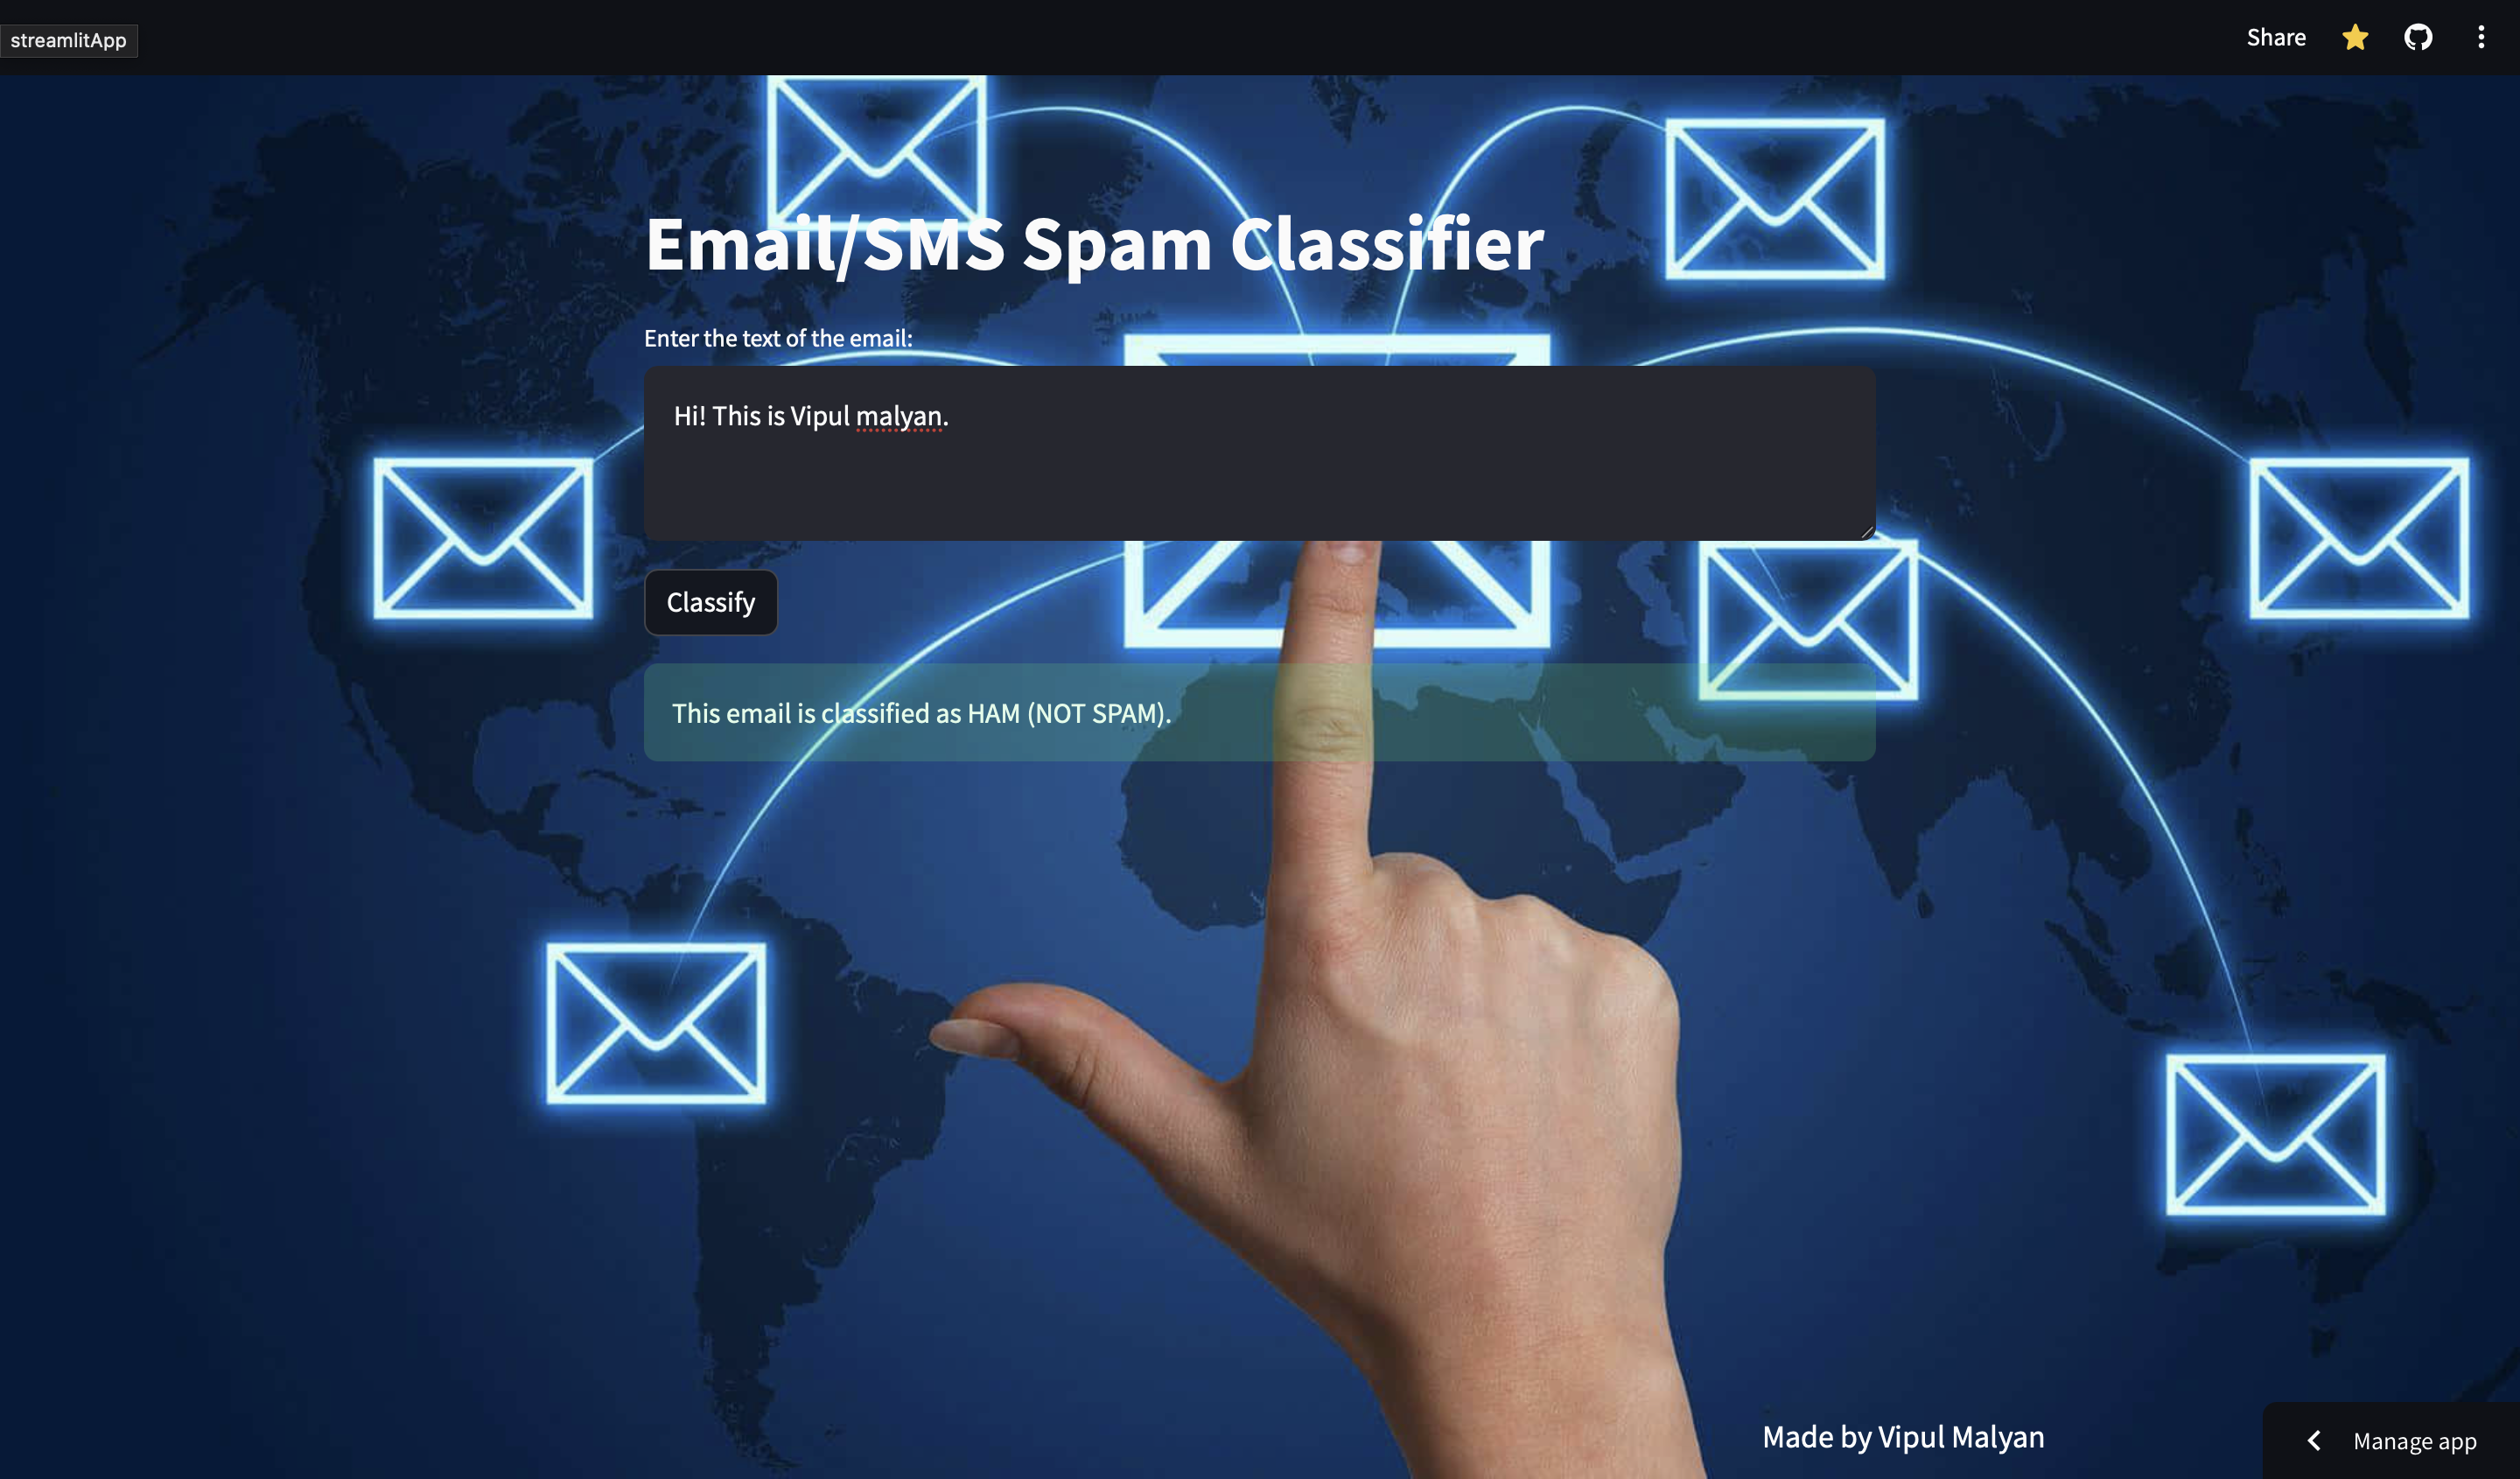 streamlitApp
Share
Email/SMS Spam Classifier
Enter the text of the email:
Hi! This is Vipul malyan.
Classify
This email is classified as HAM (NOT SPAM).
Made by Vipul Malyan
Manage app